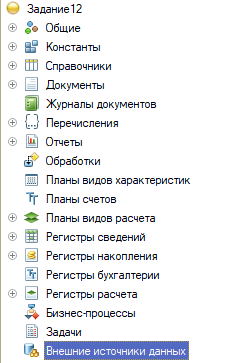 Задание12
Общие
Константы
Справочники
Документы
Журналы документов
Перечисления
Отчеты
Обработки
Планы видов характеристик
Планы счетов
Планы видов расчета
Регистры сведений
Регистры накопления
Регистры бухгалтерии
Регистры расчета
Бизнес-процессы
Задачи
Внешние источники данных